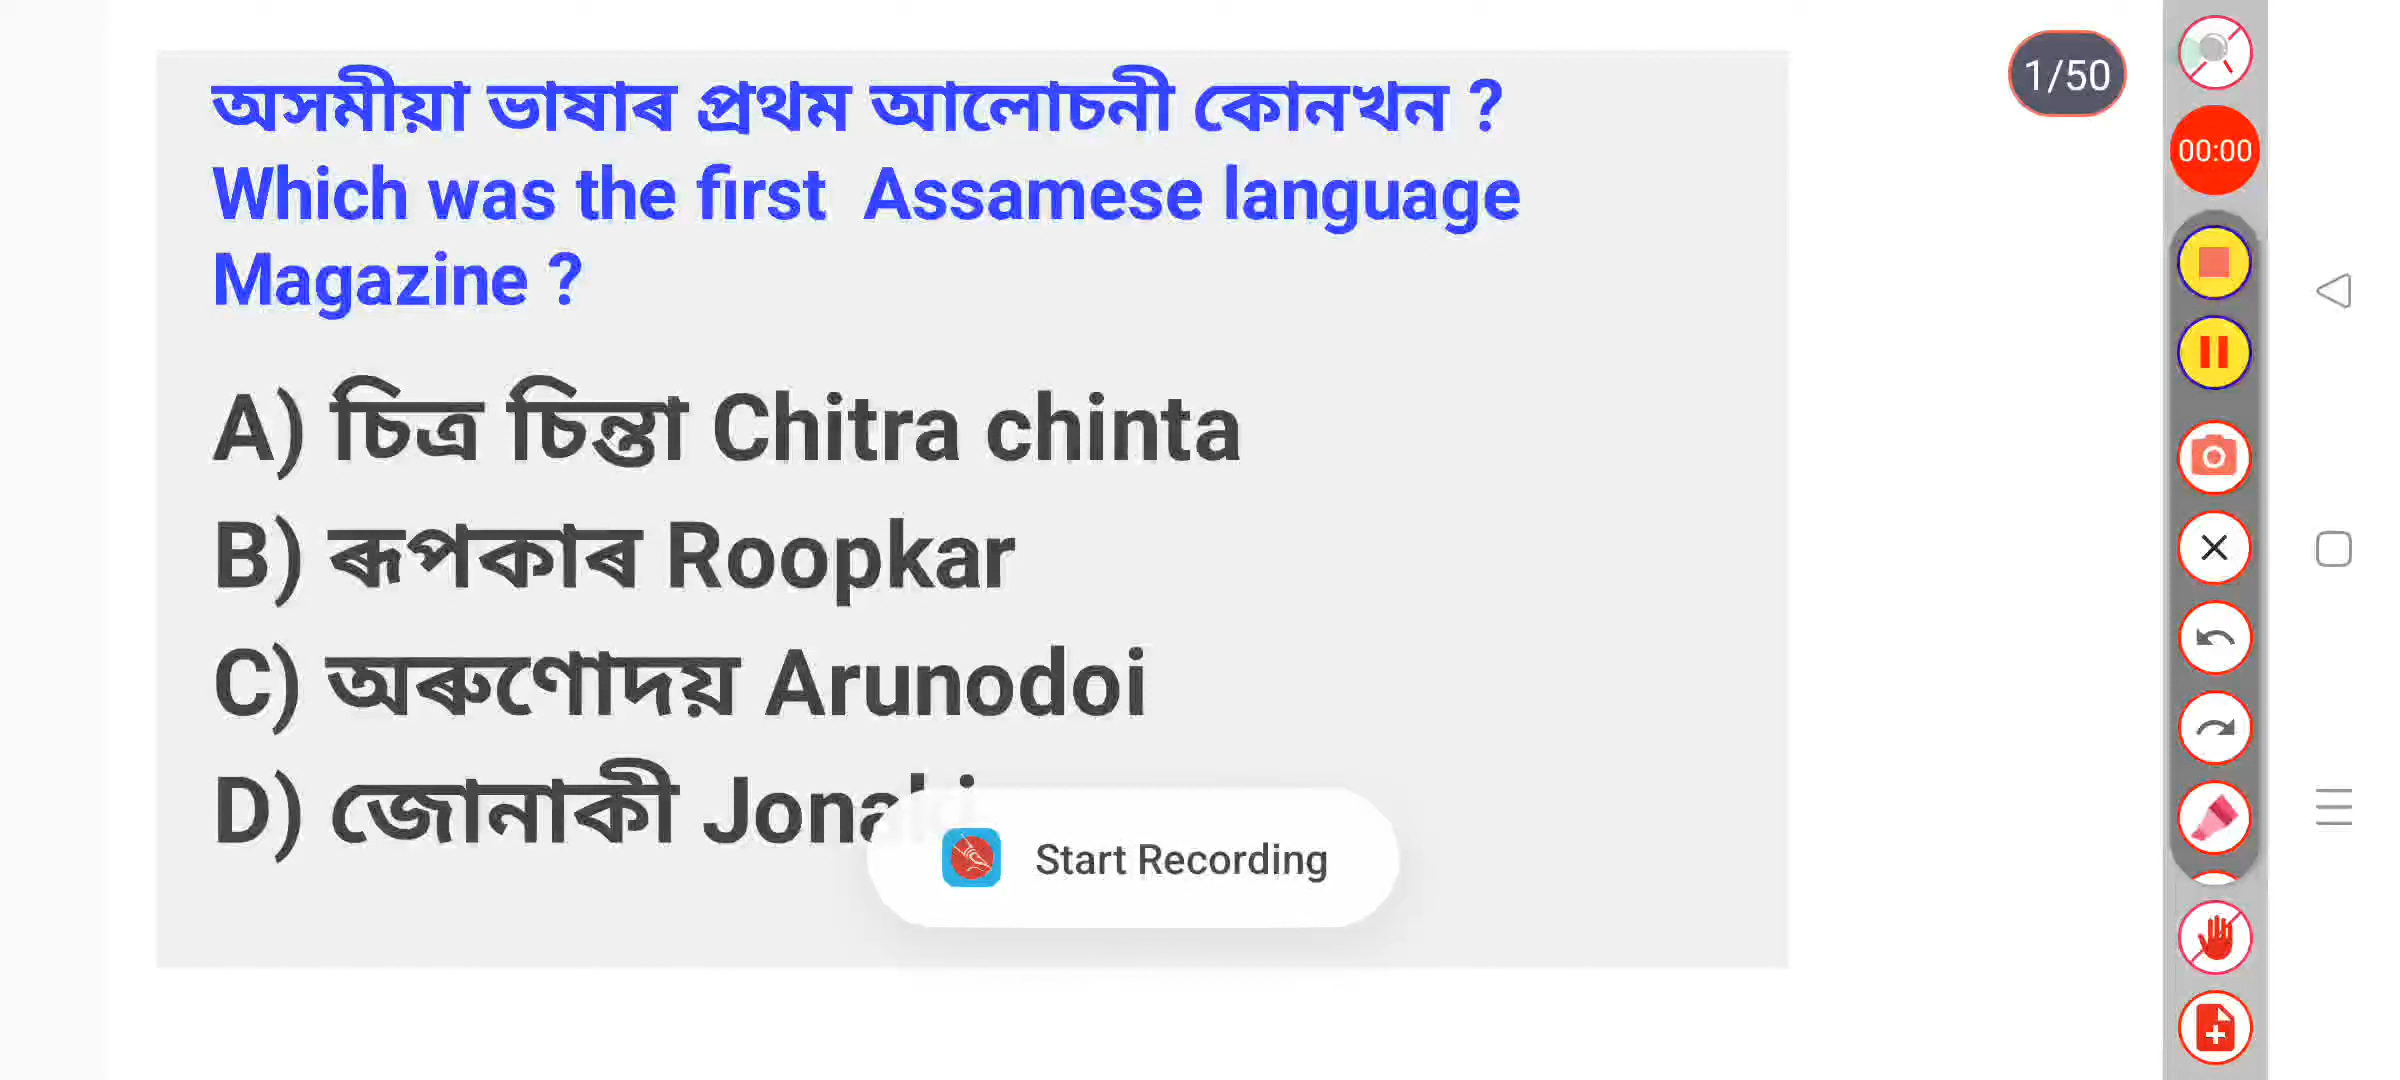 অসমীয়া ভাষাৰ প্ৰথম আলোচনী কোনখন ?
1/50
Which was the first Assamese language
00:00
Magazine ?
A) চিত্ৰ চিন্তা Chitra chinta
B) ৰূপকাৰ Roopkar
C) অৰুণোদয় Arunodoi
D) জোনাকী
Start Recording